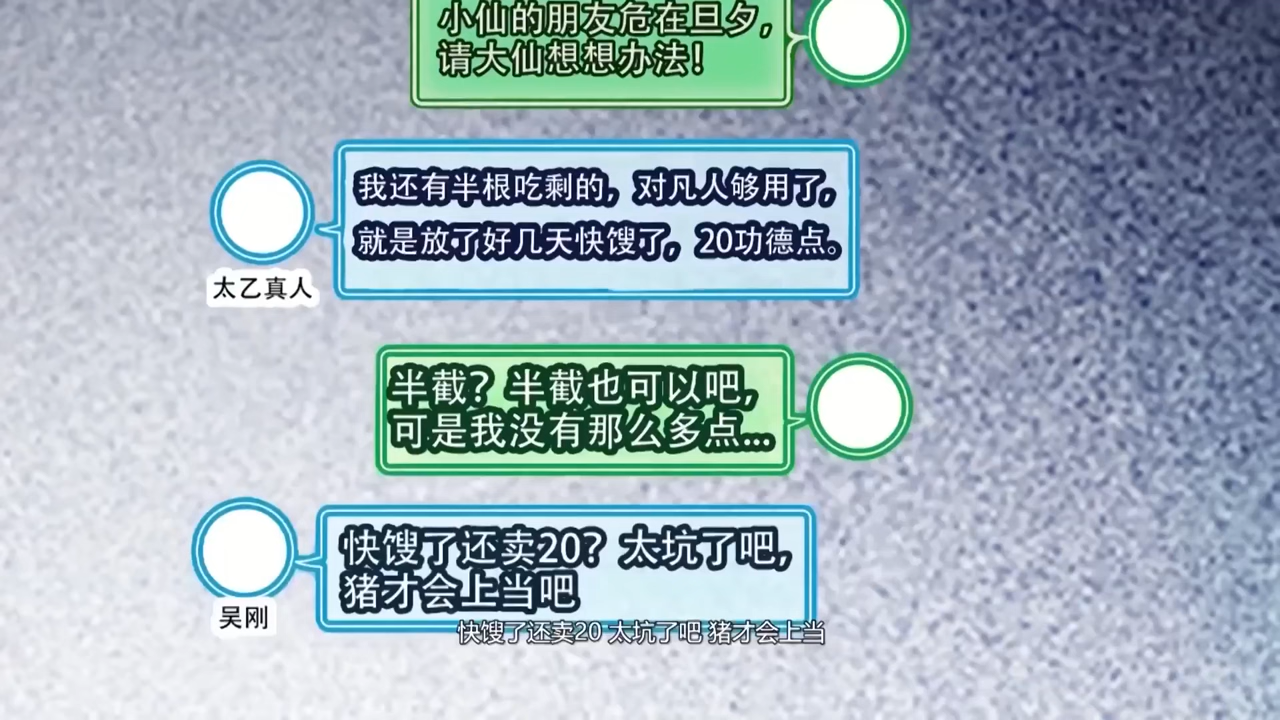 小仙的朋友危在旦夕，
请大仙想想办法！
我还有半根吃剩的，对凡人够用了，
就是放了好几天快馊了，20功德点。
太乙真人
半截？半截也可以吧，
可是我没有那么多点...
快馊了还卖20？太坑了吧，
猪才会上当吧
吴刚
快馊了还卖20 太坑了吧 猪才会上当